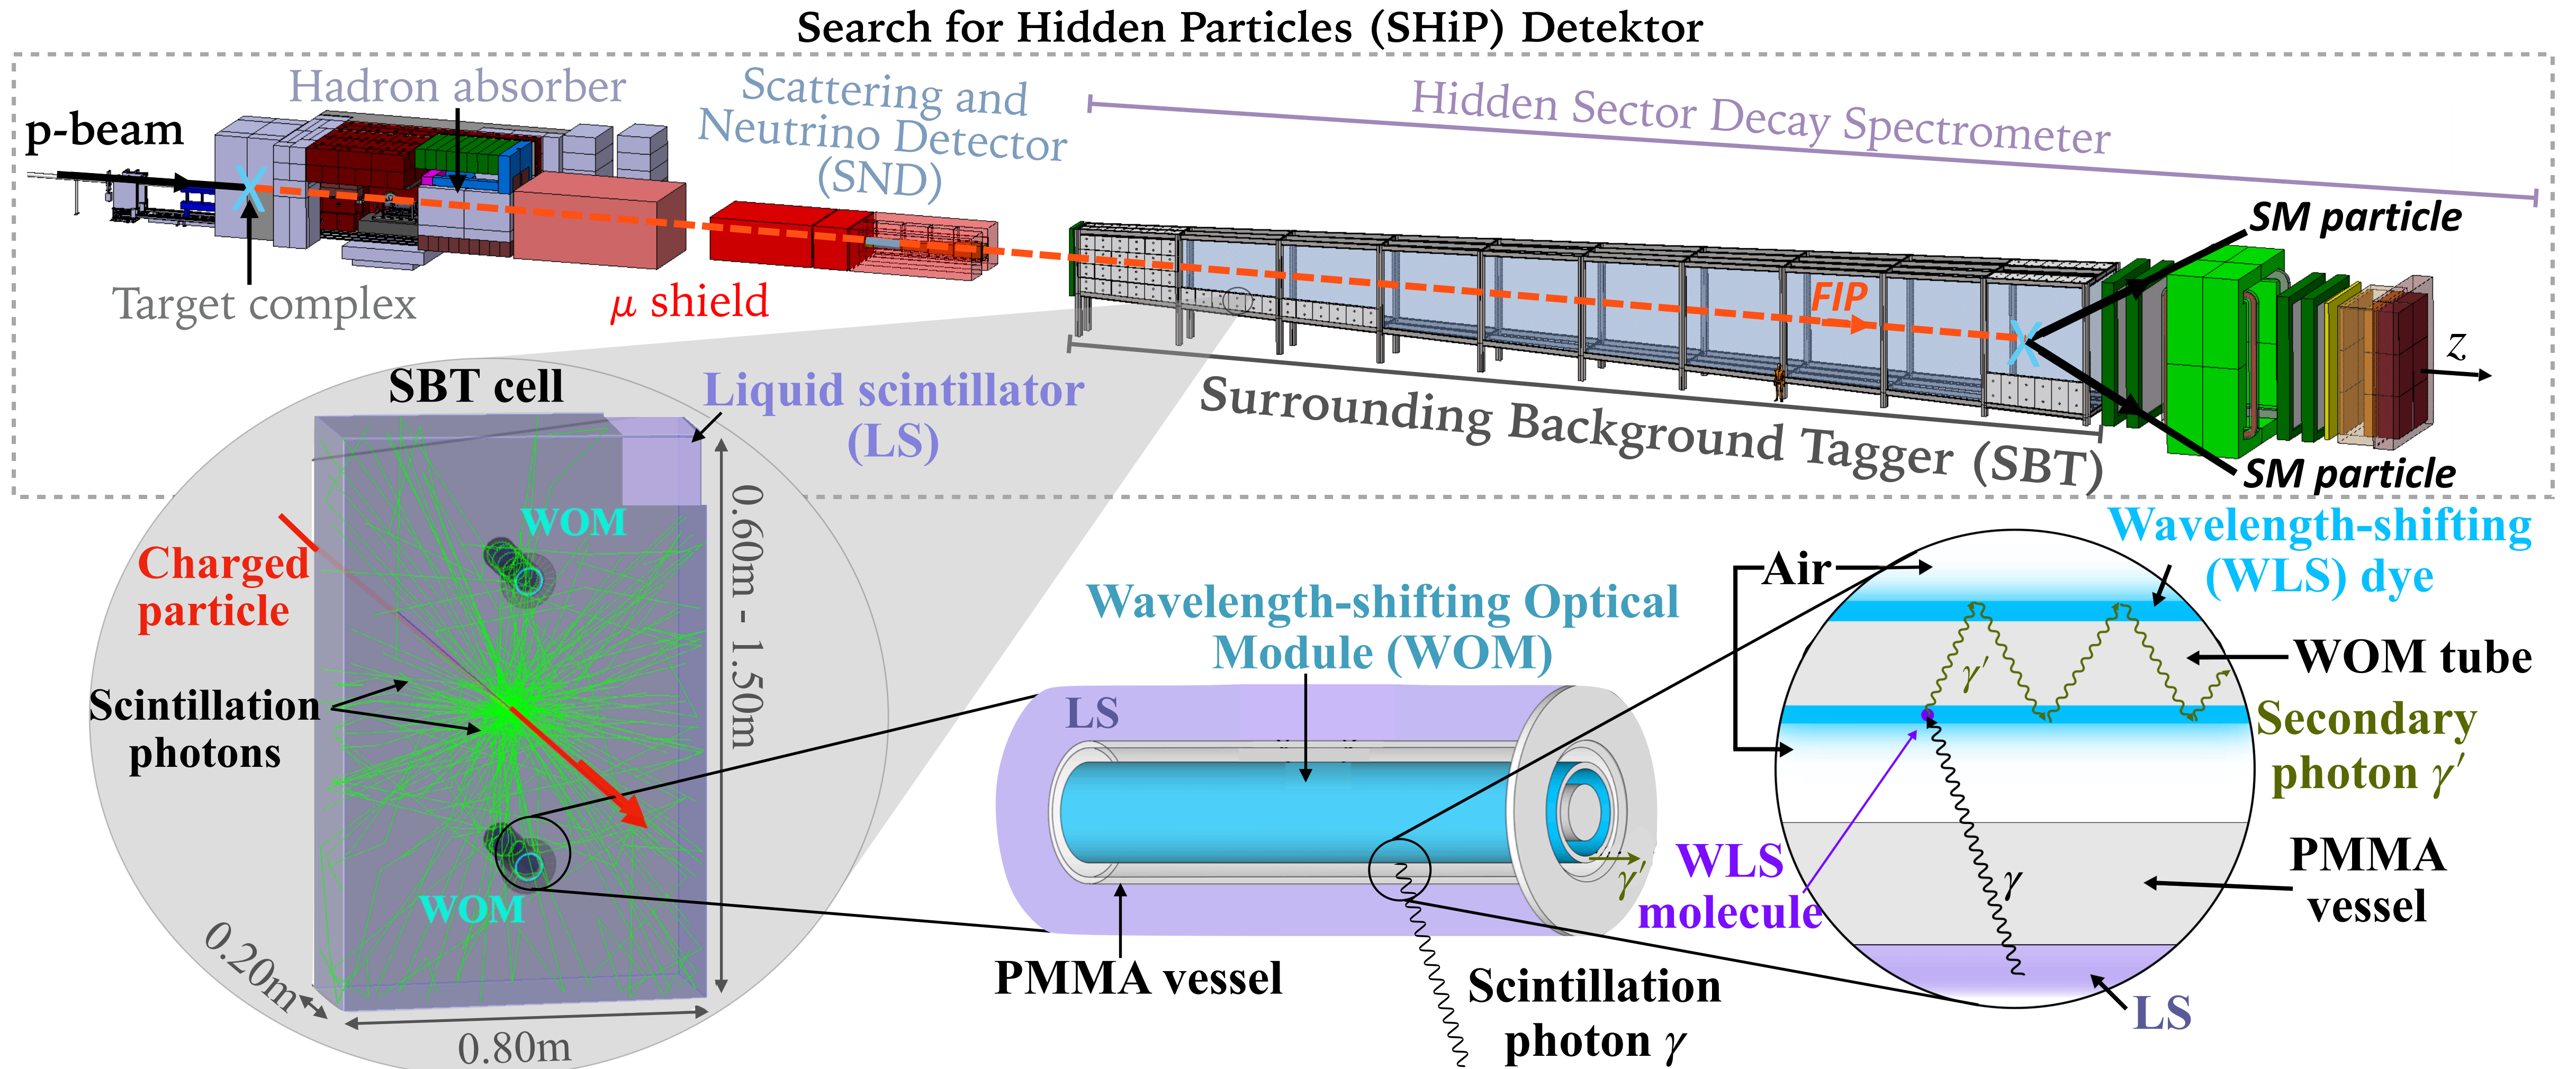 Search for Hidden Particles (SHiP) Detektor
Hadron absorber
p-beam
Target complex
μ shield
Scattering and
Neutrino Detector
(SND)
Hidden Sector Decay Spectrometer
SM particle
FIP
z
SM particle
Surrounding Background Tagger (SBT)
SBT cell
Liquid scintillator
(LS)
WOM
Charged
particle
0.60m - 1.50m
Scintillation
photons
WOM
0.20m
0.80m
Wavelength-shifting Optical
Module (WOM)
LS
γ′
PMMA vessel
Scintillation
photon γ
Wavelength-shifting
(WLS) dye
Air
WOM tube
γ′
Secondary
photon γ′
WLS
molecule
γ
PMMA
vessel
LS